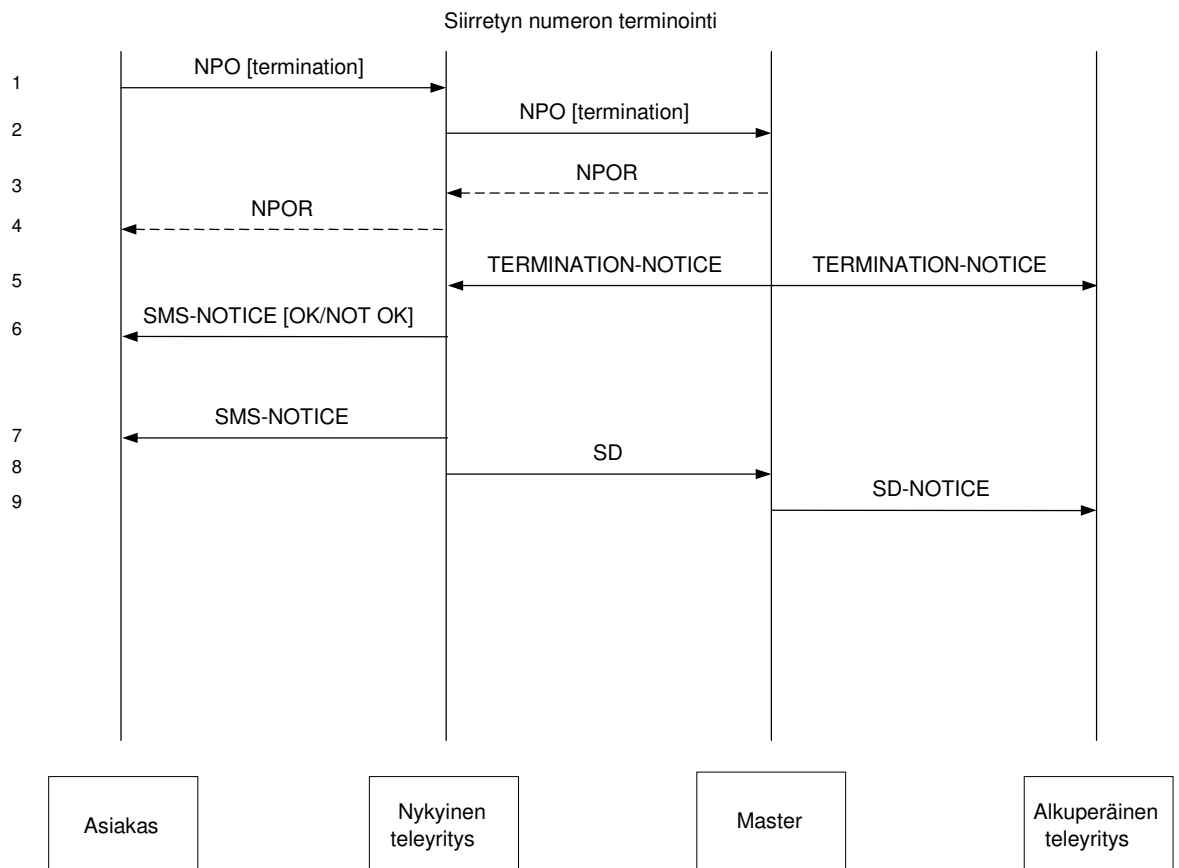 Siirretyn numeron terminointi
1
NPO [termination]
2
NPO [termination]
3
NPOR
4
NPOR
5
TERMINATION-NOTICE
TERMINATION-NOTICE
6
SMS-NOTICE [OK/NOT OK]
7
SMS-NOTICE
8
SD
9
SD-NOTICE
Asiakas
Nykyinen
teleyritys
Master
Alkuperäinen
teleyritys